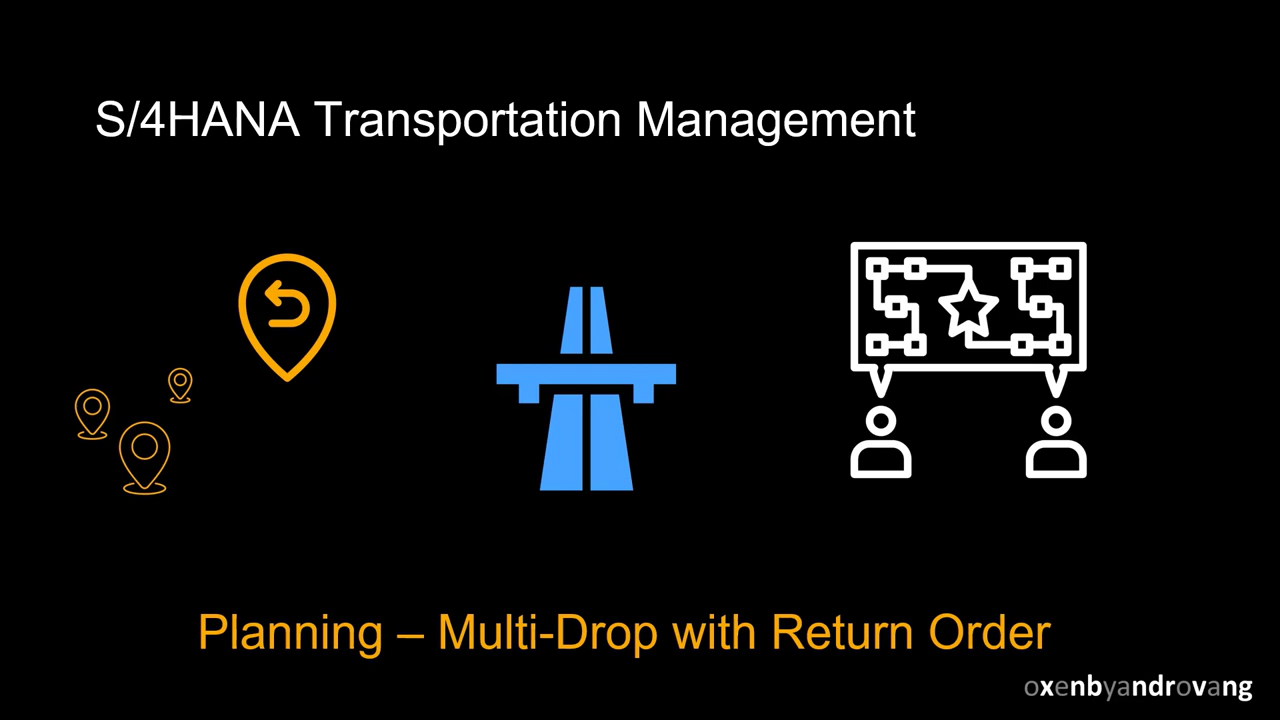 S/4HANA Transportation Management
Planning – Multi-Drop with Return Order
oxenbyandrovang